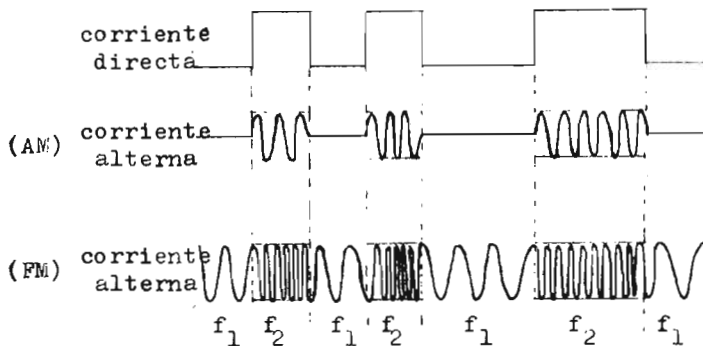 corriente
directa
(AM) corriente
alterna
(FM) corriente
alterna
f1 f2 f1 f2 f1 f2 f1